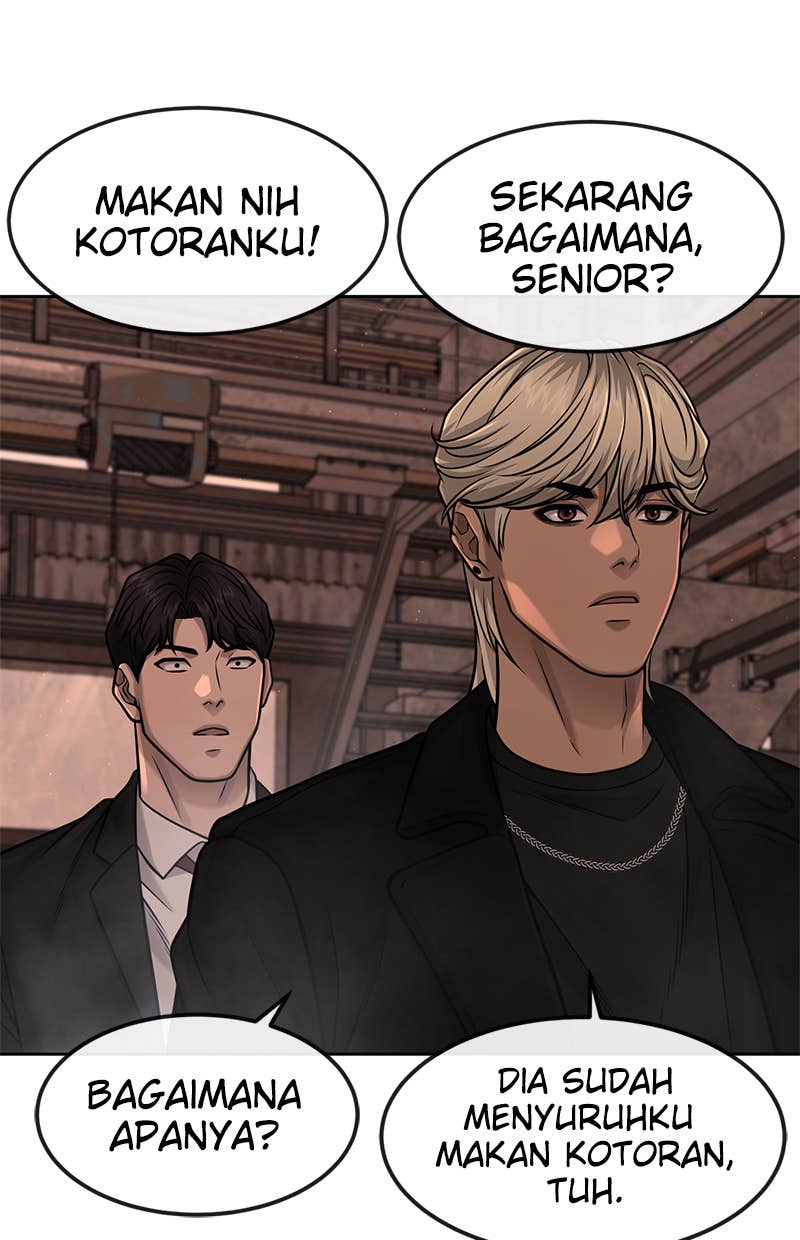 MAKAN NIH
KOTORANKU!
SEKARANG
BAGAIMANA,
SENIOR?
BAGAIMANA
APANYA?
DIA SUDAH
MENYURUHKU
MAKAN KOTORAN,
TUH.